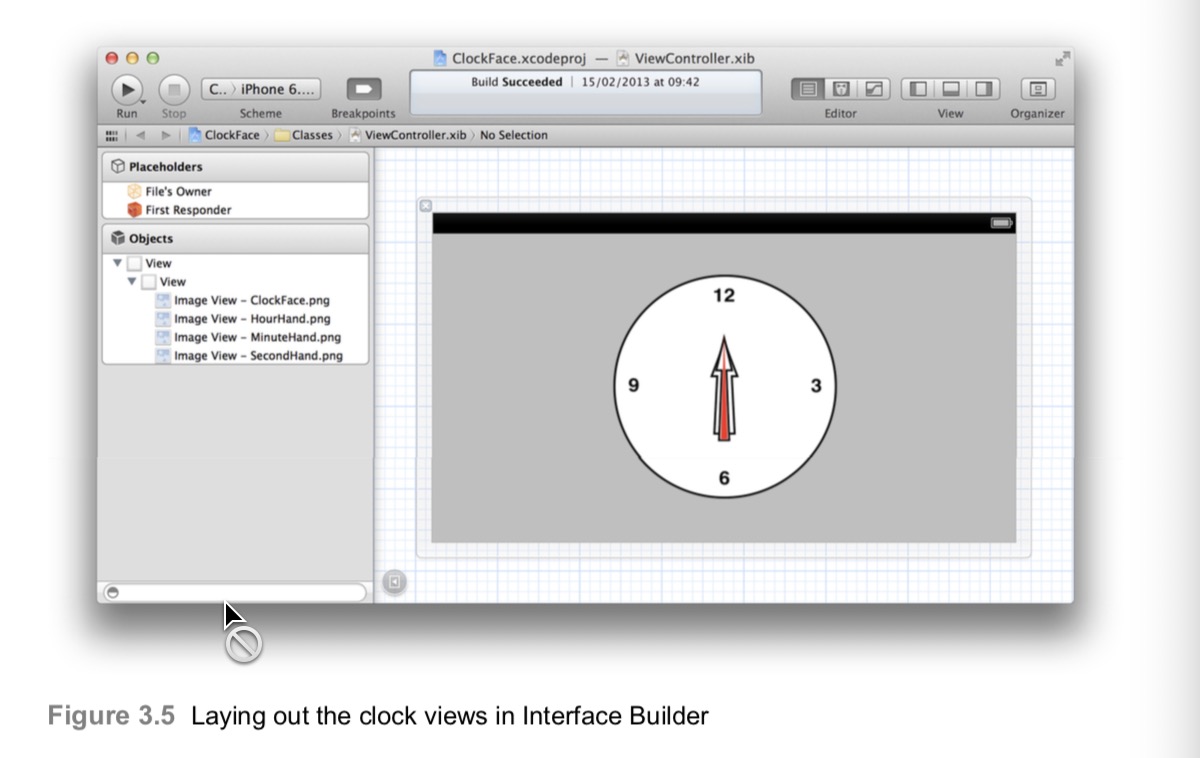 ClockFace.xcodeproj — ViewController.xib
C.. › iPhone 6....
Build Succeeded | 15/02/2013 at 09:42
Run
Stop
Scheme
Breakpoints
Editor
View
Organizer
ClockFace › Classes › ViewController.xib › No Selection
Placeholders
File's Owner
First Responder
Objects
View
View
Image View – ClockFace.png
Image View – HourHand.png
Image View – MinuteHand.png
Image View – SecondHand.png
12
9
3
6
Figure 3.5 Laying out the clock views in Interface Builder